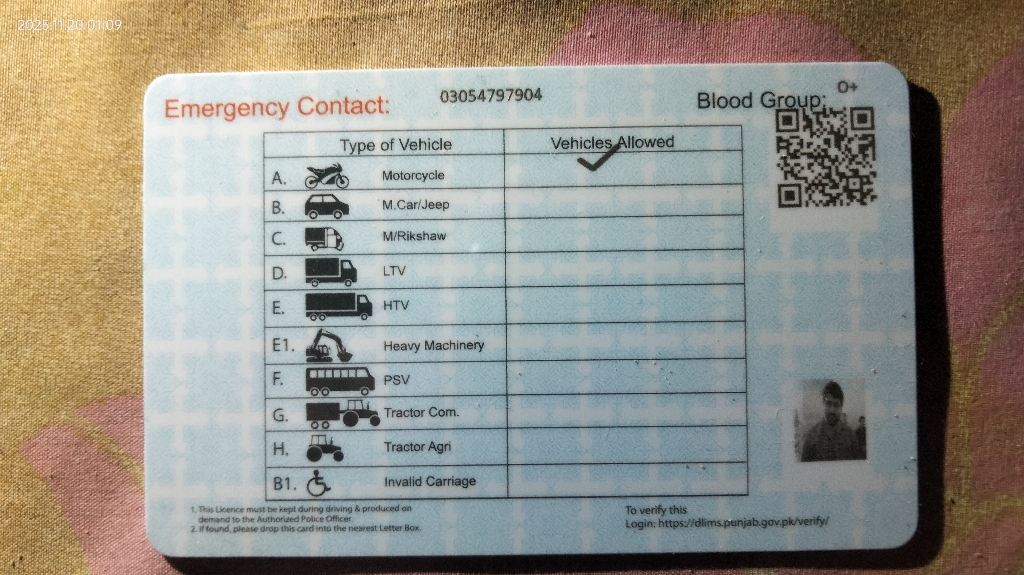 2025.11.20 01:09
Emergency Contact: 03054797904 Blood Group: O+
Type of Vehicle Vehicles Allowed
A. Motorcycle
B. M.Car/Jeep
C. M/Rikshaw
D. LTV
E. HTV
E1. Heavy Machinery
F. PSV
G. Tractor Com.
H. Tractor Agri
B1. Invalid Carriage
1. This Licence must be kept during driving & produced on
demand to the Authorized Police Officer.
2. If found, please drop this card into the nearest Letter Box.
To verify this
Login: https://dlims.punjab.gov.pk/verify/